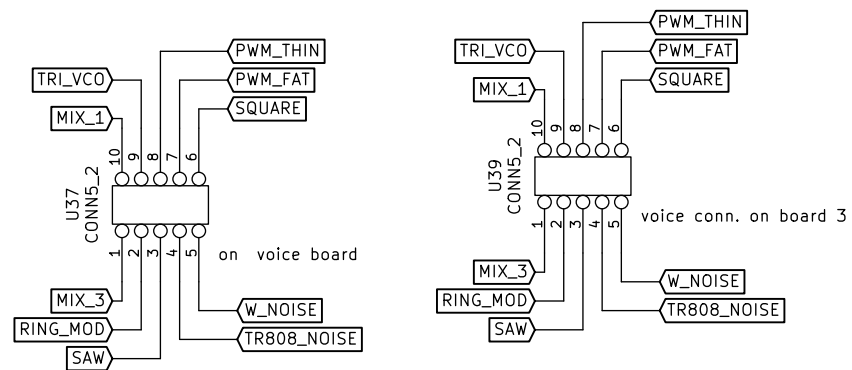 PWM_THIN
TRI_VCO
PWM_FAT
MIX_1
SQUARE
10
9
8
7
6
U37
CONN5_2
1
2
3
4
5
on voice board
MIX_3
W_NOISE
RING_MOD
TR808_NOISE
SAW
PWM_THIN
TRI_VCO
PWM_FAT
MIX_1
SQUARE
10
9
8
7
6
U39
CONN5_2
1
2
3
4
5
voice conn. on board 3
MIX_3
W_NOISE
RING_MOD
TR808_NOISE
SAW